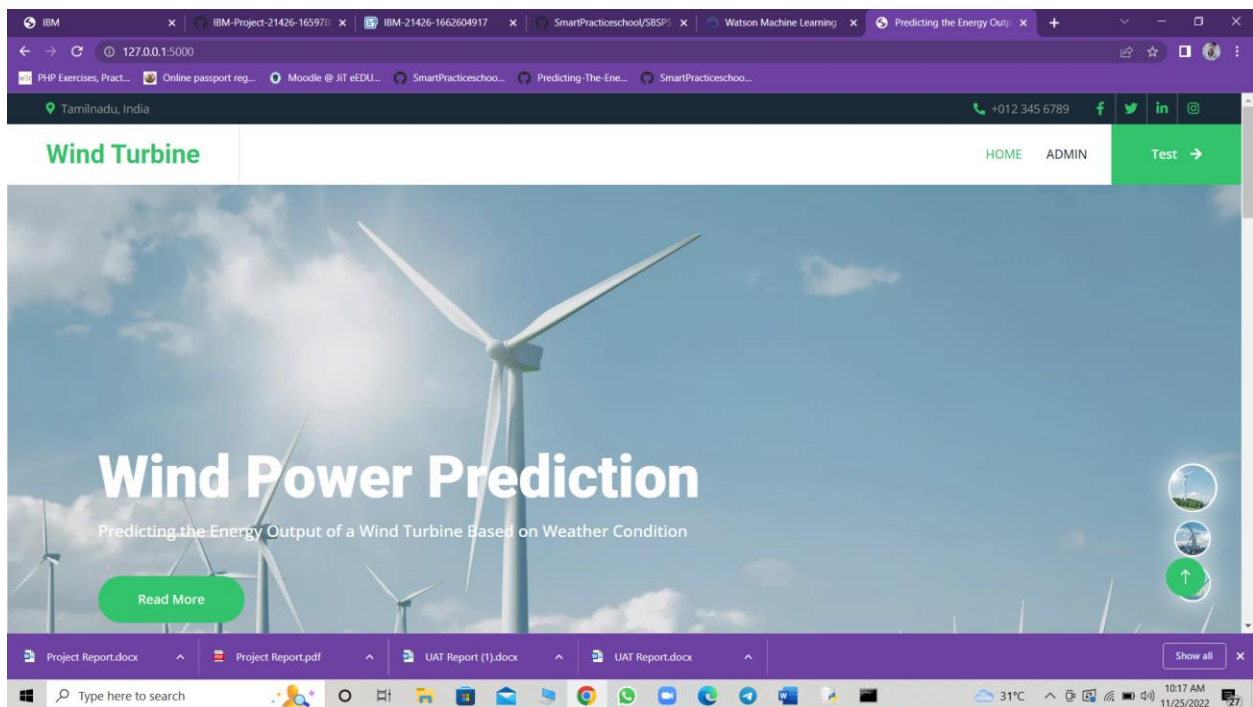 IBM
IBM-Project-21426-165978
IBM-21426-1662604917
SmartPracticeschool/SBSPS
Watson Machine Learning
Predicting the Energy Outp
127.0.0.1:5000
PHP Exercises, Pract...
Online passport reg...
Moodle @ JiT eEDU...
SmartPracticeschoo...
Predicting-The-Ene...
SmartPracticeschoo...
Tamilnadu, India
+012 345 6789
Wind Turbine
HOME
ADMIN
Test
Wind Power Prediction
Predicting the Energy Output of a Wind Turbine Based on Weather Condition
Read More
Project Report.docx
Project Report.pdf
UAT Report (1).docx
UAT Report.docx
Show all
Type here to search
31°C
10:17 AM
11/25/2022
27